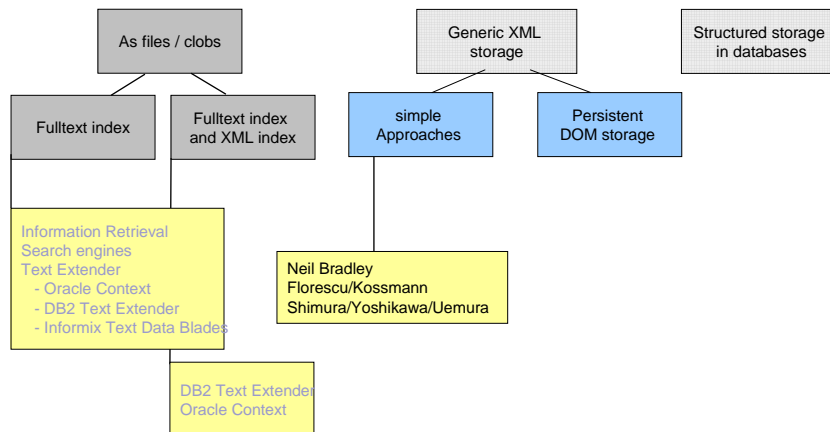 As files / clobs
Generic XML
storage
Structured storage
in databases
Fulltext index
Fulltext index
and XML index
simple
Approaches
Persistent
DOM storage
Information Retrieval
Search engines
Text Extender
- Oracle Context
- DB2 Text Extender
- Informix Text Data Blades
Neil Bradley
Florescu/Kossmann
Shimura/Yoshikawa/Uemura
DB2 Text Extender
Oracle Context